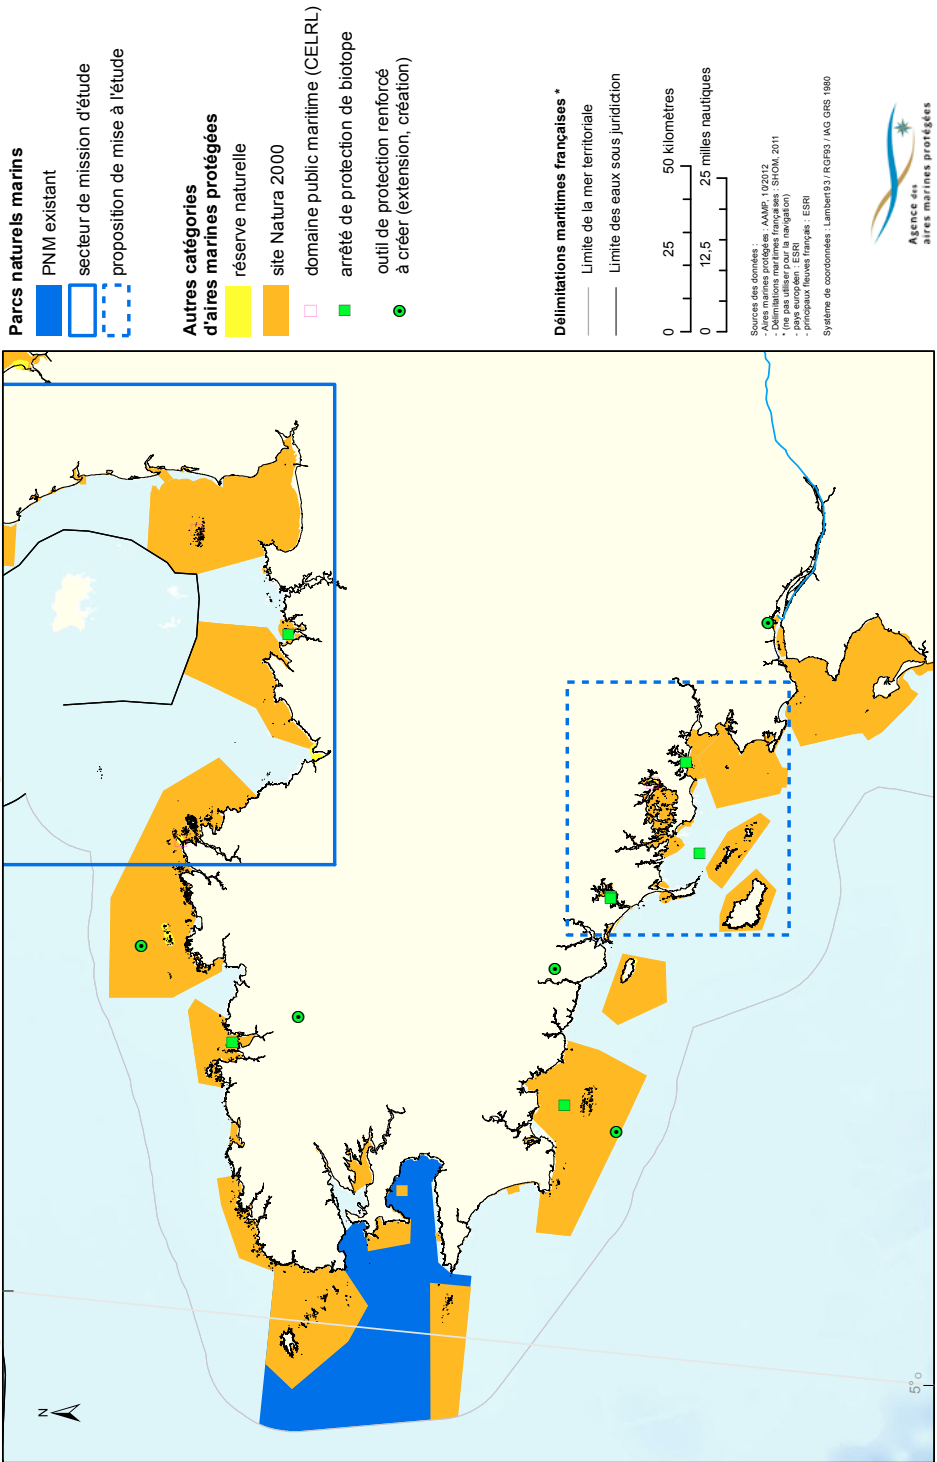 Parcs naturels marins
PNM existant
secteur de mission d'étude
proposition de mise à l'étude
Autres catégories
d'aires marines protégées
réserve naturelle
site Natura 2000
domaine public maritime (CELRL)
arrêté de protection de biotope
outil de protection renforcé
à créer (extension, création)
Délimitations maritimes françaises *
Limite de la mer territoriale
Limite des eaux sous juridiction
0 25 50 kilomètres
0 12,5 25 milles nautiques
Sources des données :
- Aires marines protégées : AAMP, 10/2012
- Délimitations maritimes françaises : SHOM, 2011
* (ne pas utiliser pour la navigation)
- pays européen : ESRI
- principaux fleuves français : ESRI
Système de coordonnées : Lambert93 / RGF93 / IAG GRS 1980
Agence des
aires marines protégées
N
5° o